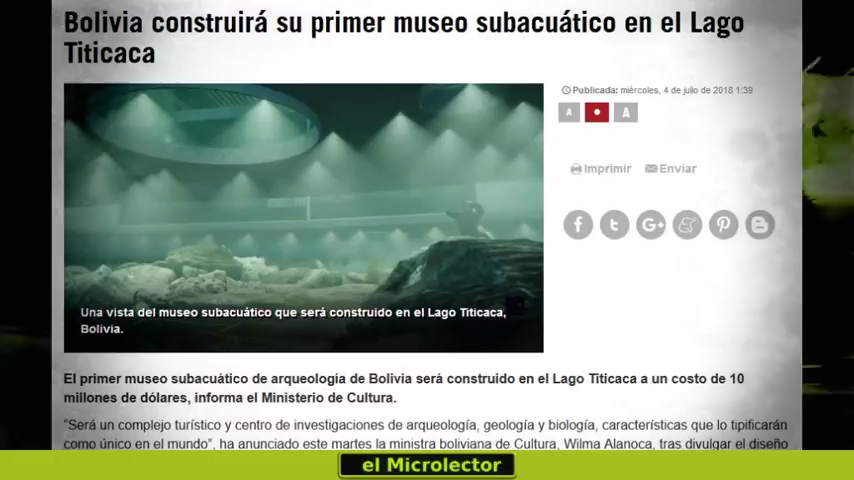 Bolivia construirá su primer museo subacuático en el Lago
Titicaca
Publicada: miércoles, 4 de julio de 2018 1:39
A A
Imprimir Enviar
Una vista del museo subacuático que será construido en el Lago Titicaca,
Bolivia.
El primer museo subacuático de arqueología de Bolivia será construido en el Lago Titicaca a un costo de 10
millones de dólares, informa el Ministerio de Cultura.
“Será un complejo turístico y centro de investigaciones de arqueología, geología y biología, características que lo tipificarán
como único en el mundo”, ha anunciado este martes la ministra boliviana de Cultura, Wilma Alanoca, tras divulgar el diseño
el Microlector